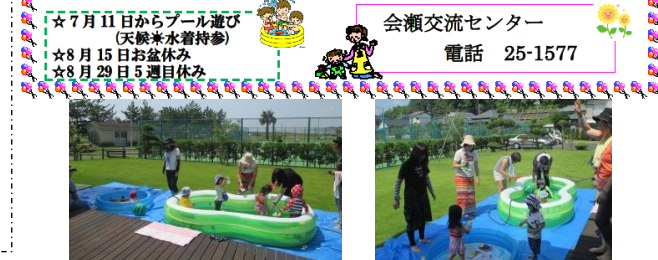 ☆７月11日からプール遊び
(天候☀水着持参)
☆８月15日お盆休み
☆８月29日５週目休み
会瀬交流センター
電話　25-1577